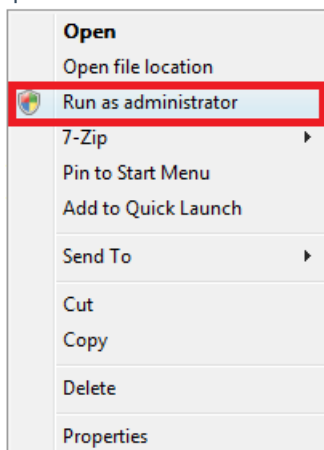 Open
Open file location
Run as administrator
7-Zip
Pin to Start Menu
Add to Quick Launch
Send To
Cut
Copy
Delete
Properties